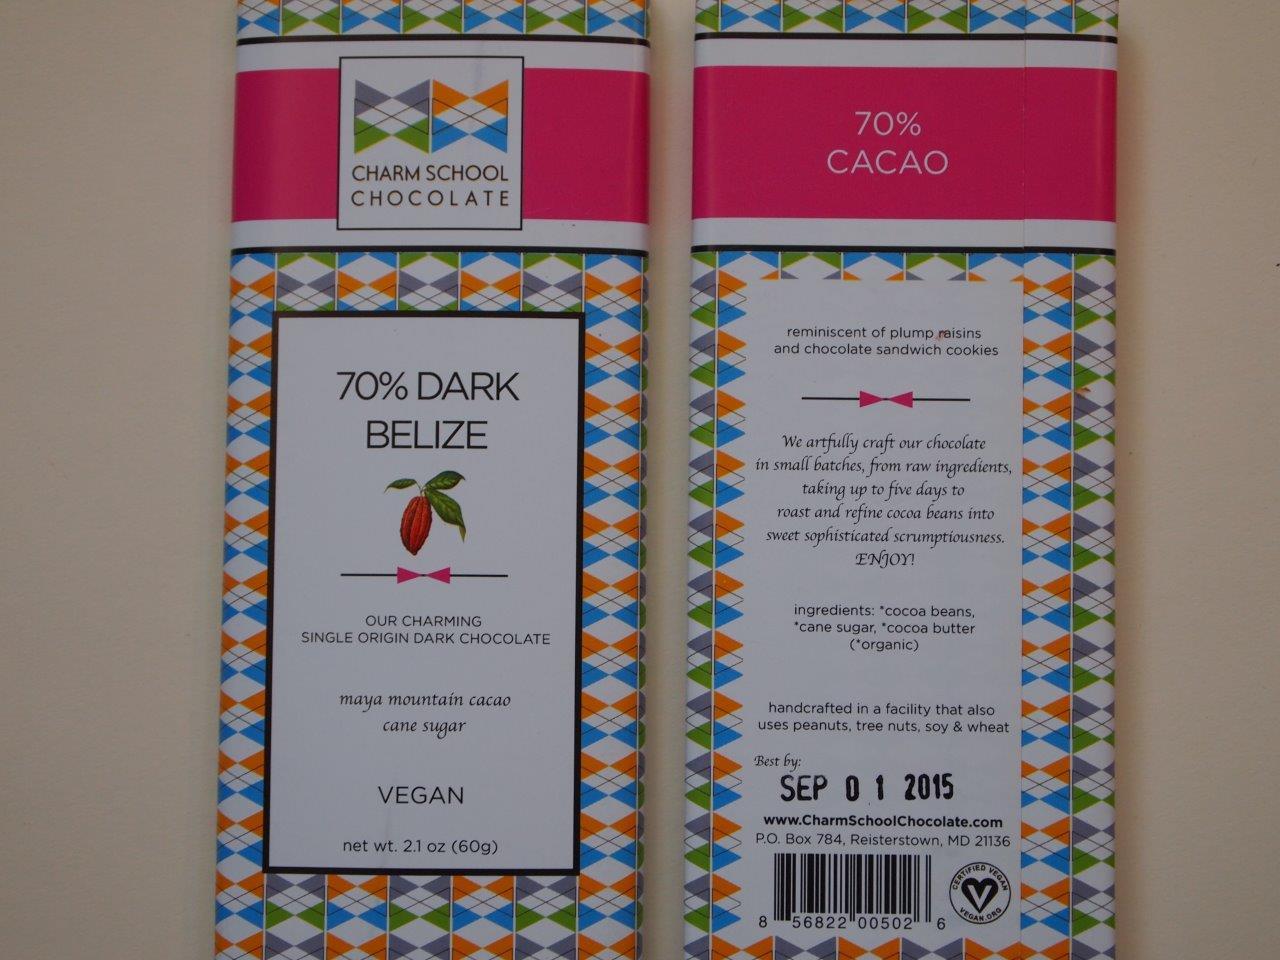 CHARM SCHOOL
CHOCOLATE
70% DARK
BELIZE
OUR CHARMING
SINGLE ORIGIN DARK CHOCOLATE
maya mountain cacao
cane sugar
VEGAN
net wt. 2.1 oz (60g)
70%
CACAO
reminiscent of plump raisins
and chocolate sandwich cookies
We artfully craft our chocolate
in small batches, from raw ingredients,
taking up to five days to
roast and refine cocoa beans into
sweet sophisticated scrumptiousness.
ENJOY!
ingredients: *cocoa beans,
*cane sugar, *cocoa butter
(*organic)
handcrafted in a facility that also
uses peanuts, tree nuts, soy & wheat
Best by:
SEP 01 2015
www.CharmSchoolChocolate.com
P.O. Box 784, Reisterstown, MD 21136
8 56822 00502 6
CERTIFIED VEGAN
VEGAN.ORG